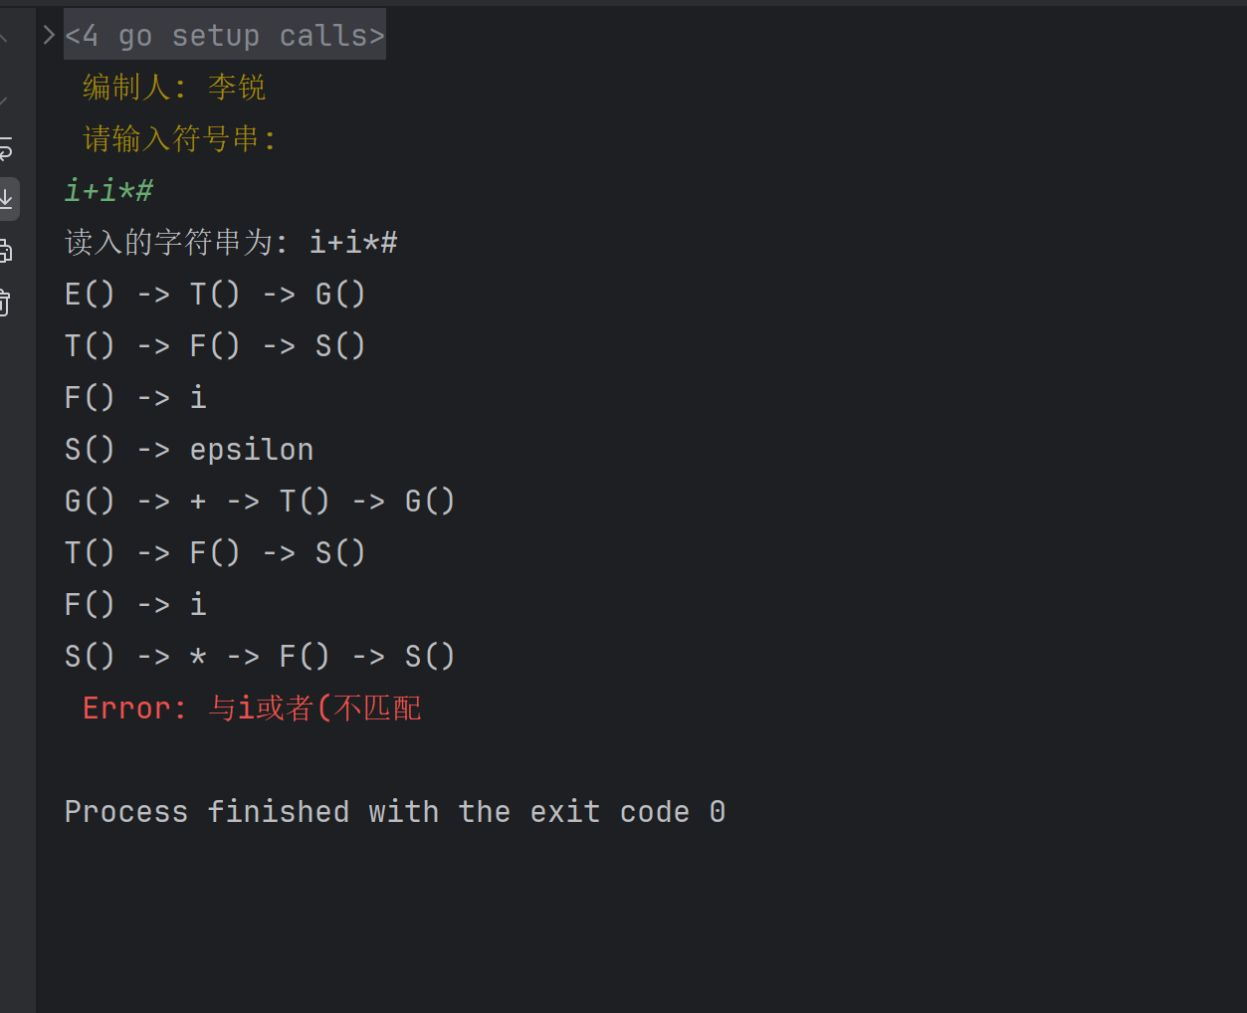 <4 go setup calls>
编制人: 李锐
请输入符号串:
i+i*#
读入的字符串为: i+i*#
E() -> T() -> G()
T() -> F() -> S()
F() -> i
S() -> epsilon
G() -> + -> T() -> G()
T() -> F() -> S()
F() -> i
S() -> * -> F() -> S()
Error: 与i或者(不匹配
Process finished with the exit code 0